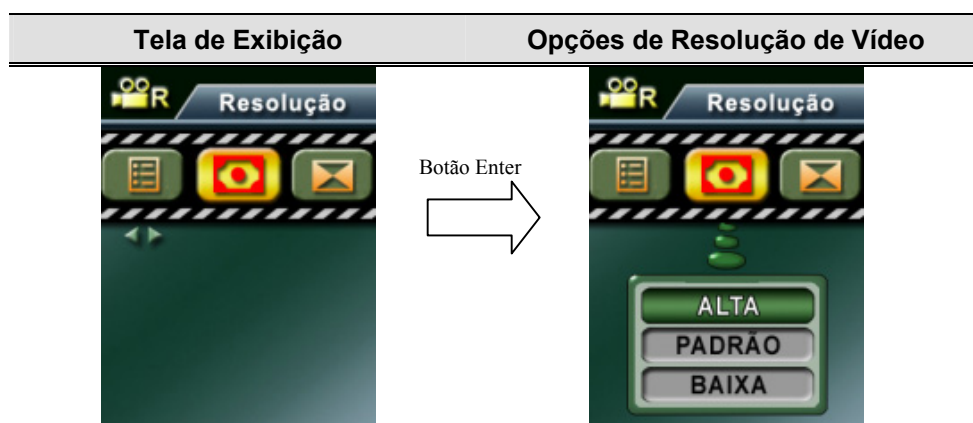 Tela de Exibição
Opções de Resolução de Vídeo
R
Resolução
R
Resolução
Botão Enter
ALTA
PADRÃO
BAIXA